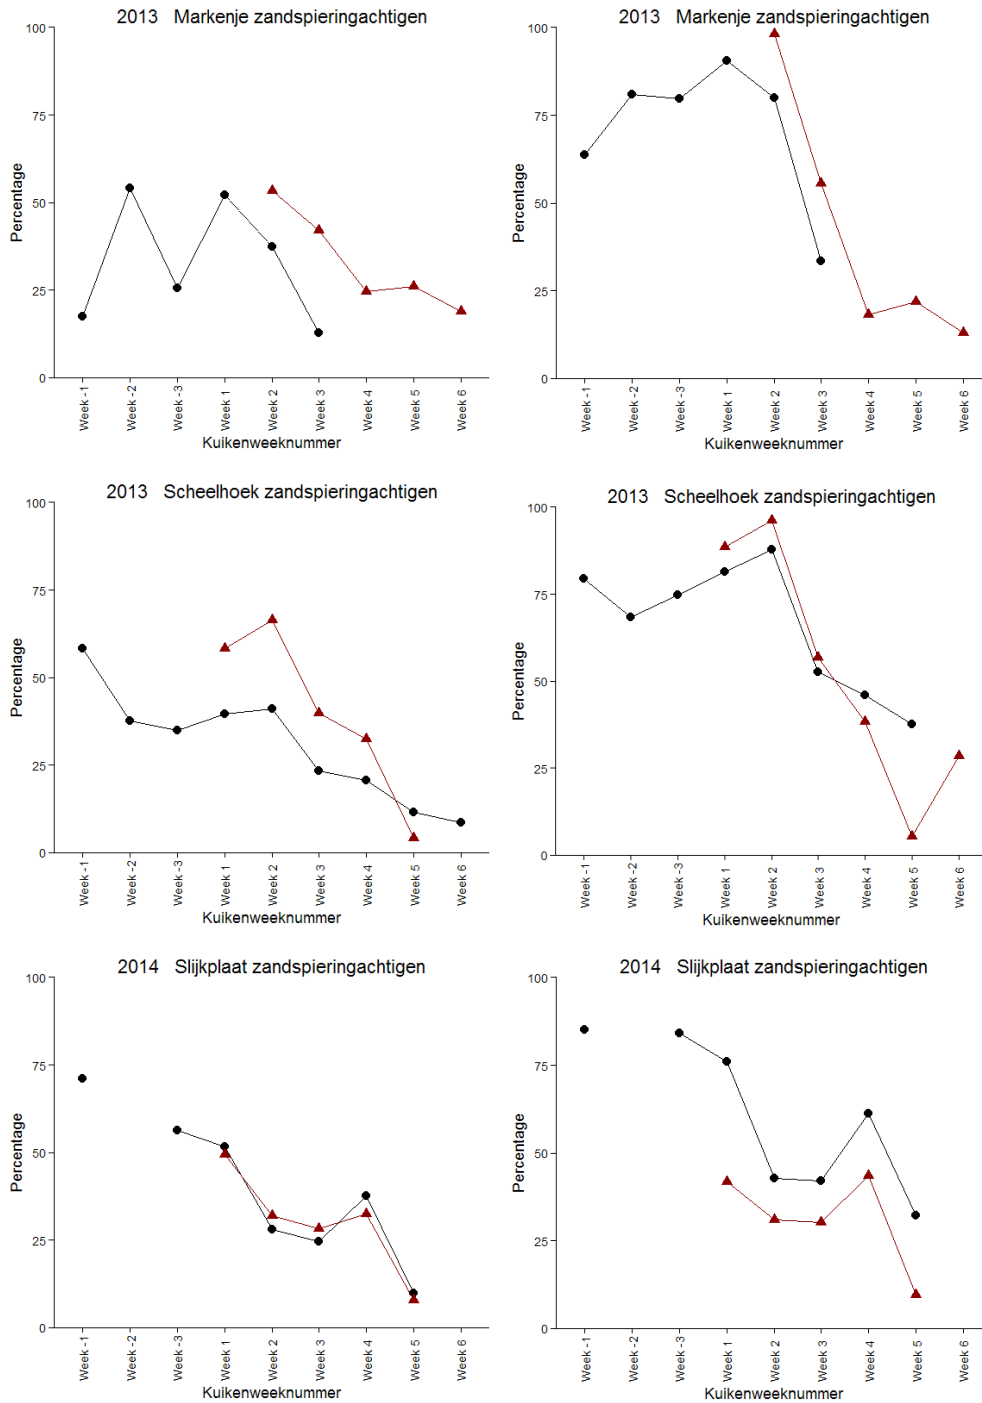 2013 Markenje zandspieringachtigen
100
75
50
25
0
Percentage
Week -1
Week -2
Week -3
Week 1
Week 2
Week 3
Week 4
Week 5
Week 6
Kuikenweeknummer
2013 Markenje zandspieringachtigen
100
75
50
25
0
Percentage
Week -1
Week -2
Week -3
Week 1
Week 2
Week 3
Week 4
Week 5
Week 6
Kuikenweeknummer
2013 Scheelhoek zandspieringachtigen
100
75
50
25
0
Percentage
Week -1
Week -2
Week -3
Week 1
Week 2
Week 3
Week 4
Week 5
Week 6
Kuikenweeknummer
2013 Scheelhoek zandspieringachtigen
100
75
50
25
0
Percentage
Week -1
Week -2
Week -3
Week 1
Week 2
Week 3
Week 4
Week 5
Week 6
Kuikenweeknummer
2014 Slijkplaat zandspieringachtigen
100
75
50
25
0
Percentage
Week -1
Week -2
Week -3
Week 1
Week 2
Week 3
Week 4
Week 5
Week 6
Kuikenweeknummer
2014 Slijkplaat zandspieringachtigen
100
75
50
25
0
Percentage
Week -1
Week -2
Week -3
Week 1
Week 2
Week 3
Week 4
Week 5
Week 6
Kuikenweeknummer